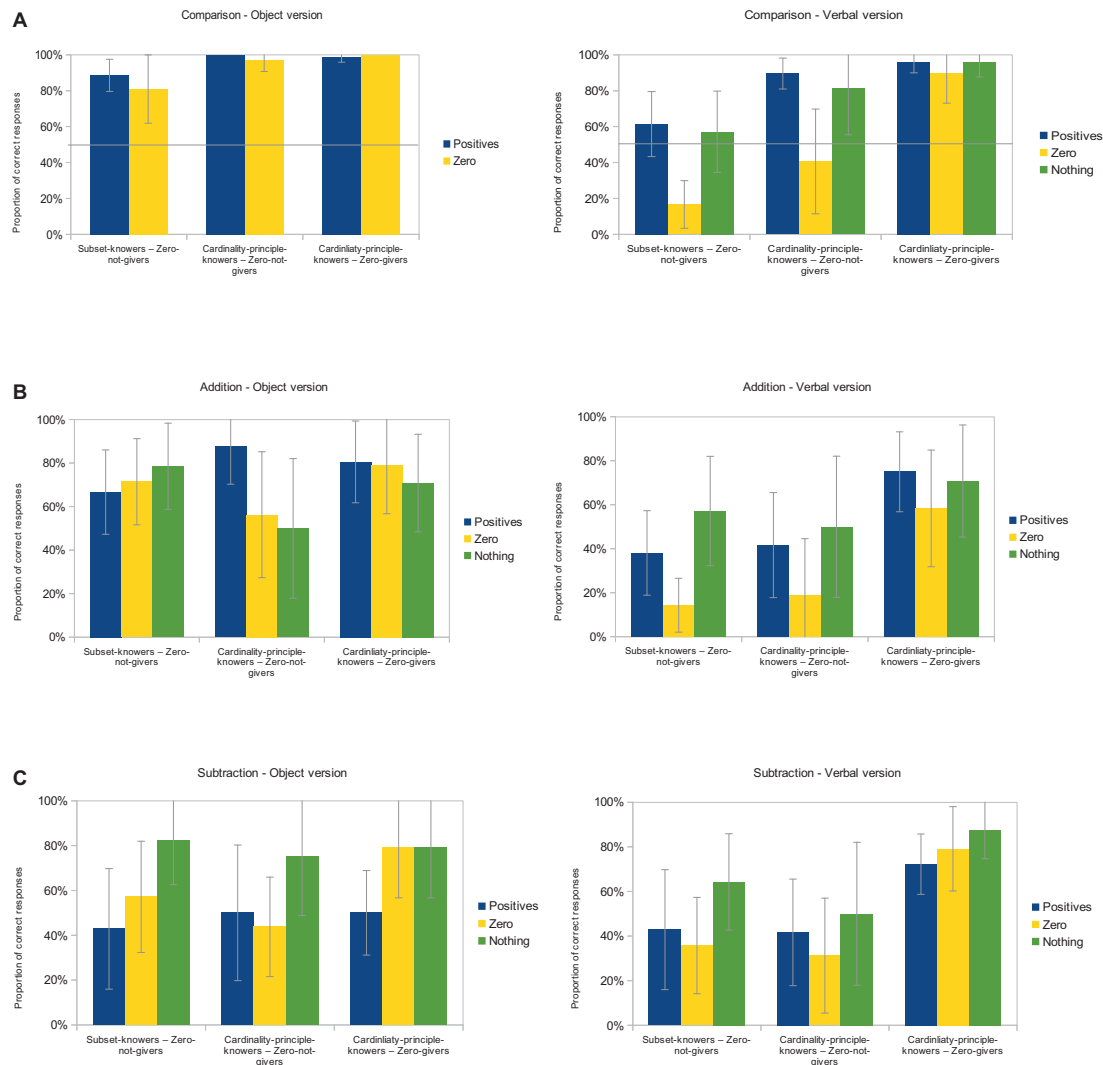 A
Comparison - Object version
Proportion of correct responses
100%
80%
60%
40%
20%
0%
Subset-knowers – Zero-
not-givers
Cardinality-principle-
knowers – Zero-not-
givers
Cardinliaty-principle-
knowers – Zero-givers
Positives
Zero
Comparison - Verbal version
Proportion of correct responses
100%
80%
60%
40%
20%
0%
Subset-knowers – Zero-
not-givers
Cardinality-principle-
knowers – Zero-not-
givers
Cardinliaty-principle-
knowers – Zero-givers
Positives
Zero
Nothing
B
Addition - Object version
Proportion of correct responses
100%
80%
60%
40%
20%
0%
Subset-knowers – Zero-
not-givers
Cardinality-principle-
knowers – Zero-not-
givers
Cardinliaty-principle-
knowers – Zero-givers
Positives
Zero
Nothing
Addition - Verbal version
Proportion of correct responses
100%
80%
60%
40%
20%
0%
Subset-knowers – Zero-
not-givers
Cardinality-principle-
knowers – Zero-not-
givers
Cardinliaty-principle-
knowers – Zero-givers
Positives
Zero
Nothing
C
Subtraction - Object version
Proportion of correct responses
100%
80%
60%
40%
20%
0%
Subset-knowers – Zero-
not-givers
Cardinality-principle-
knowers – Zero-not-
givers
Cardinliaty-principle-
knowers – Zero-givers
Positives
Zero
Nothing
Subtraction - Verbal version
Proportion of correct responses
100%
80%
60%
40%
20%
0%
Subset-knowers – Zero-
not-givers
Cardinality-principle-
knowers – Zero-not-
givers
Cardinliaty-principle-
knowers – Zero-givers
Positives
Zero
Nothing